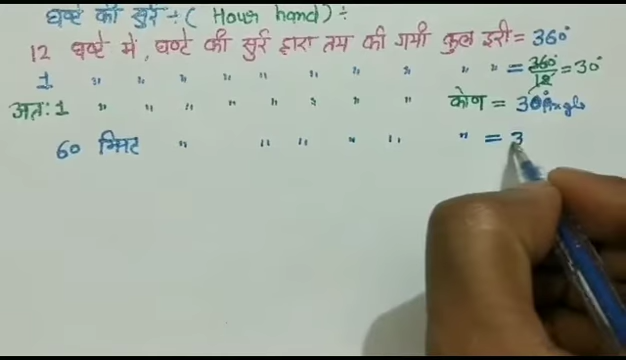 घण्टे की सुई ÷ ( Hour hand ) ÷
12 घण्टे में, घण्टे की सुई द्वारा तय की गयी कुल दूरी = 360°
1 " " " " " " " " " " = 360°/12 = 30°
अतः 1 " " " " " " " कोण = 30° Angle
60 मिनट " " " " " " = 3